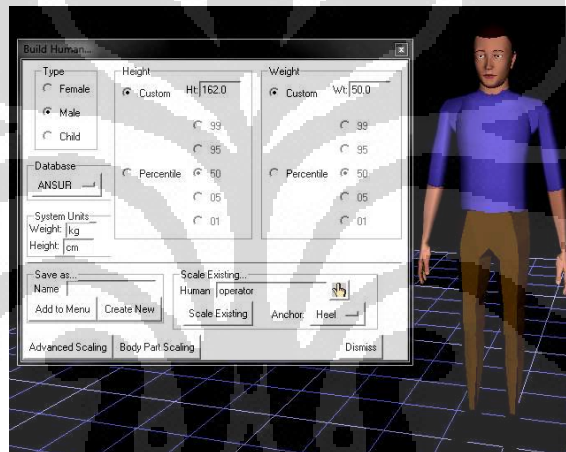 Build Human...
Type
Female
Male
Child
Height
Custom Ht: 162.0
99
95
Percentile 50
05
01
Weight
Custom Wt: 50.0
99
95
Percentile 50
05
01
Database
ANSUR
System Units
Weight: kg
Height: cm
Save as...
Name
Add to Menu Create New
Scale Existing...
Human: operator
Scale Existing Anchor: Heel
Advanced Scaling Body Part Scaling Dismiss